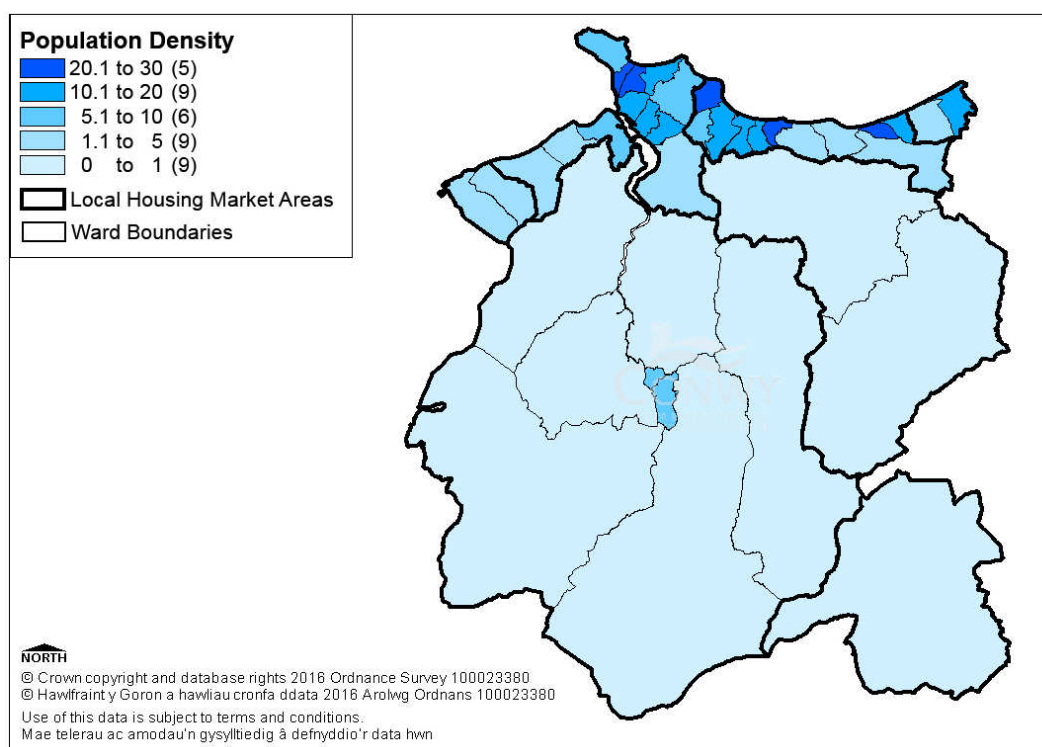 Population Density
20.1 to 30 (5)
10.1 to 20 (9)
5.1 to 10 (6)
1.1 to 5 (9)
0 to 1 (9)
Local Housing Market Areas
Ward Boundaries
CONWY
NORTH
© Crown copyright and database rights 2016 Ordnance Survey 100023380
© Hawlfraint y Goron a hawliau cronfa ddata 2016 Arolwg Ordnans 100023380
Use of this data is subject to terms and conditions.
Mae telerau ac amodau'n gysylltiedig â defnyddio'r data hwn